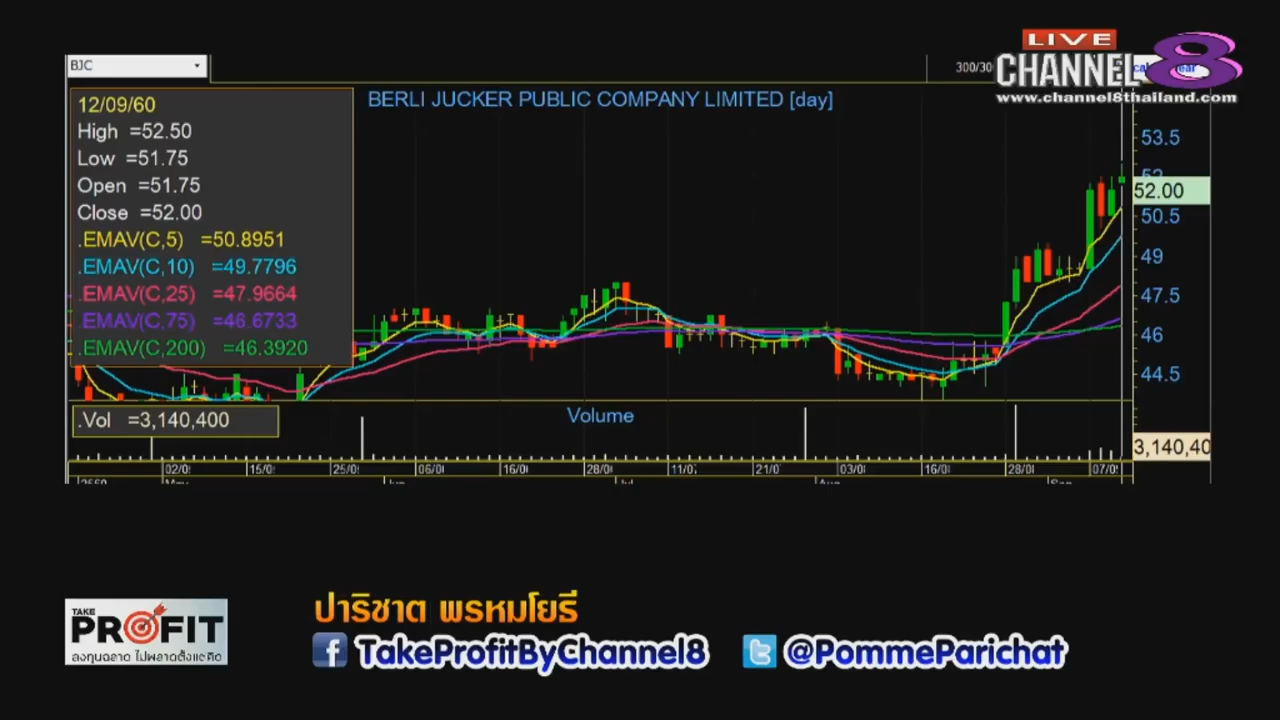 LIVE
CHANNEL 8
www.channel8thailand.com
BJC
300/30
BERLI JUCKER PUBLIC COMPANY LIMITED [day]
12/09/60
High =52.50
Low =51.75
Open =51.75
Close =52.00
.EMAV(C,5) =50.8951
.EMAV(C,10) =49.7796
.EMAV(C,25) =47.9664
.EMAV(C,75) =46.6733
.EMAV(C,200) =46.3920
53.5
52.00
50.5
49
47.5
46
44.5
.Vol =3,140,400
Volume
3,140,40
02/0 15/0 25/0 06/0 16/0 28/0 11/0 21/0 03/0 16/0 28/0 07/0
TAKE
PROFIT
ลงทุนฉลาด ไม่พลาดตั้งแต่คิด
ปาริชาต พรหมโยธี
TakeProfitByChannel8 @PommeParichat